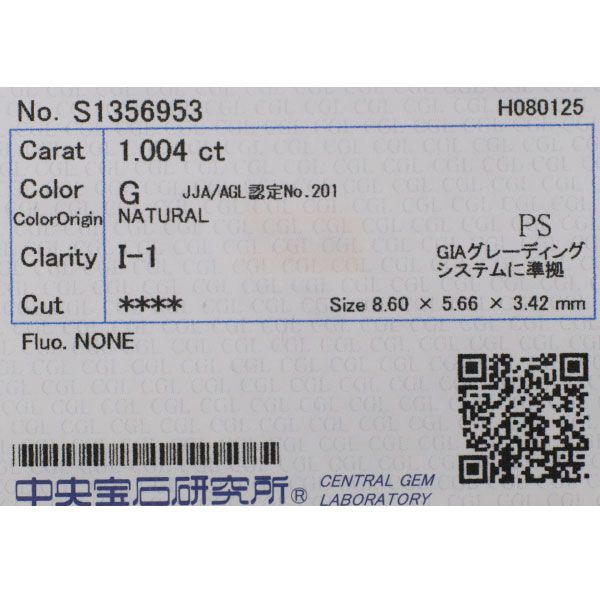 No. S1356953 H080125
Carat 1.004 ct
Color G JJA/AGL 認定No.201
ColorOrigin NATURAL
PS
Clarity I-1 GIAグレーディング
システムに準拠
Cut **** Size 8.60 × 5.66 × 3.42 mm
Fluo. NONE
中央宝石研究所® CENTRAL GEM
LABORATORY